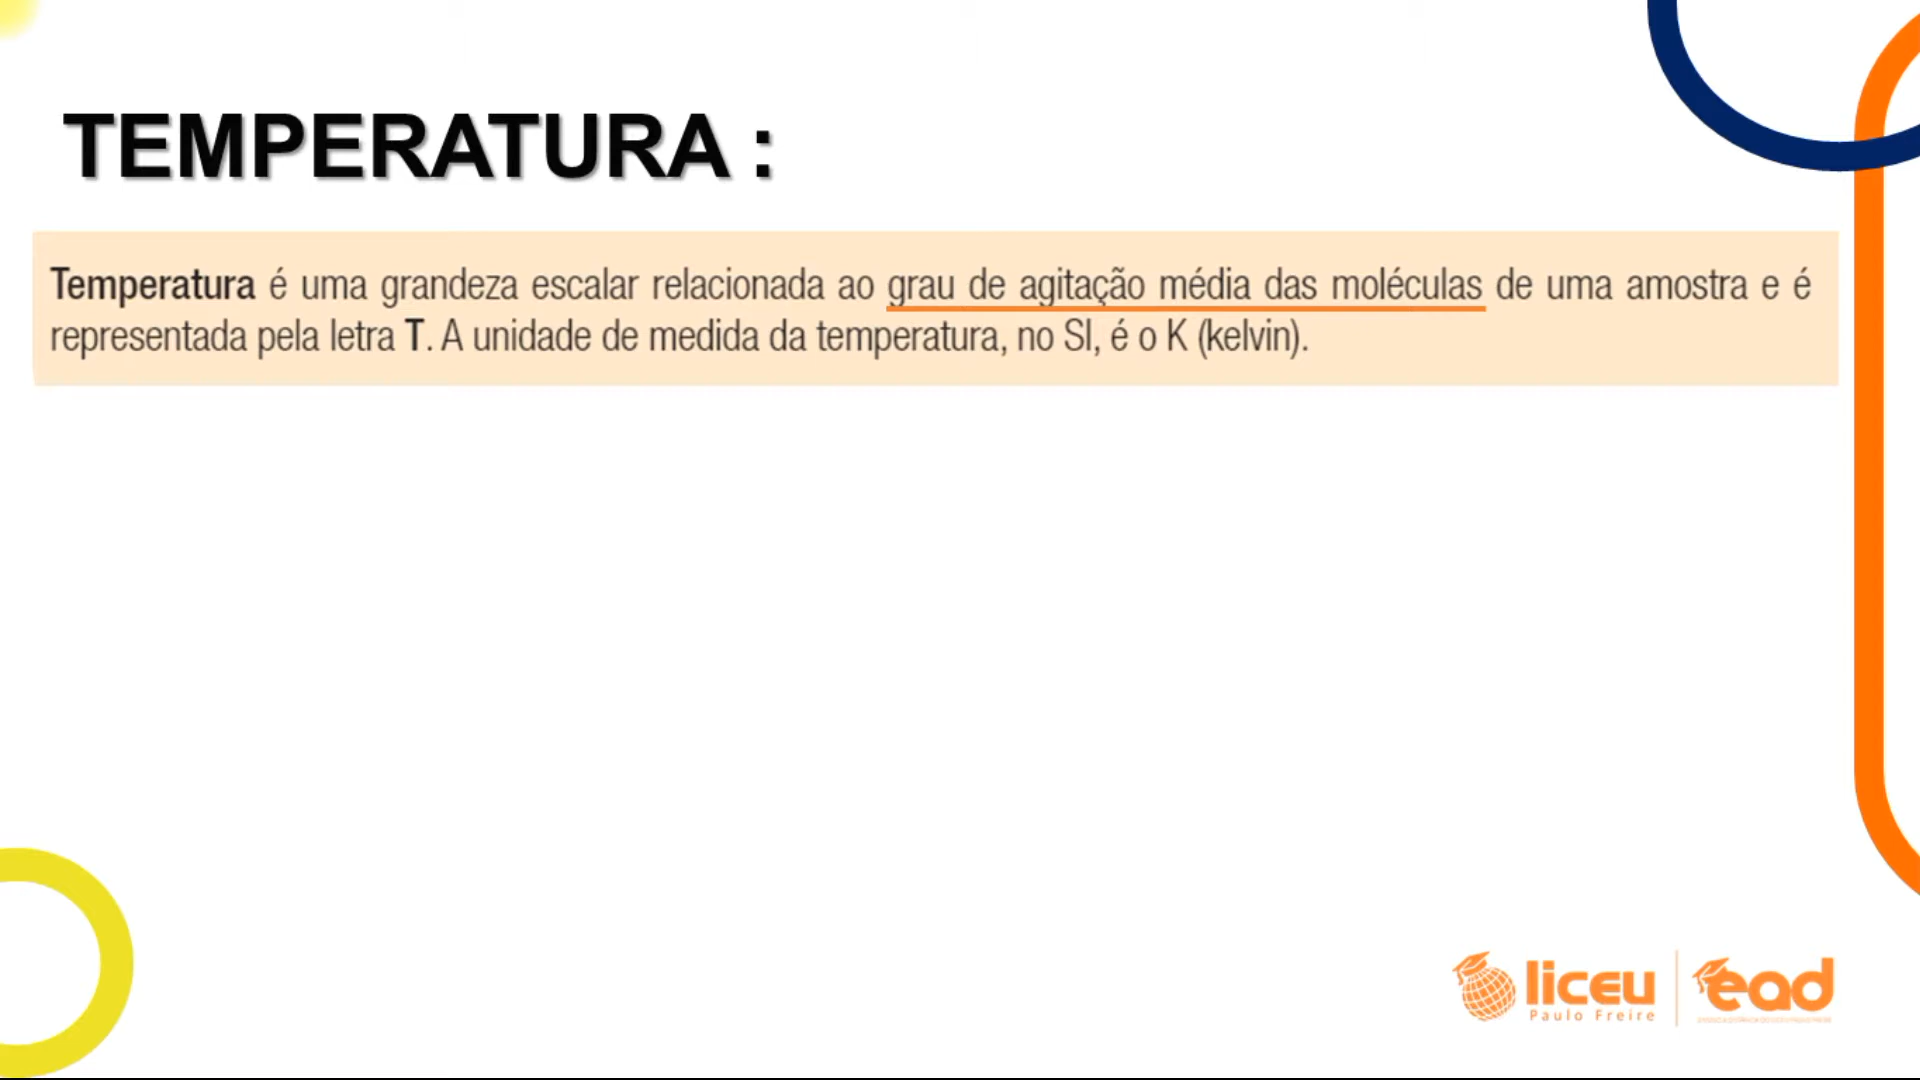 TEMPERATURA :
Temperatura é uma grandeza escalar relacionada ao grau de agitação média das moléculas de uma amostra e é
representada pela letra T. A unidade de medida da temperatura, no SI, é o K (kelvin).
liceu
Paulo Freire
ead